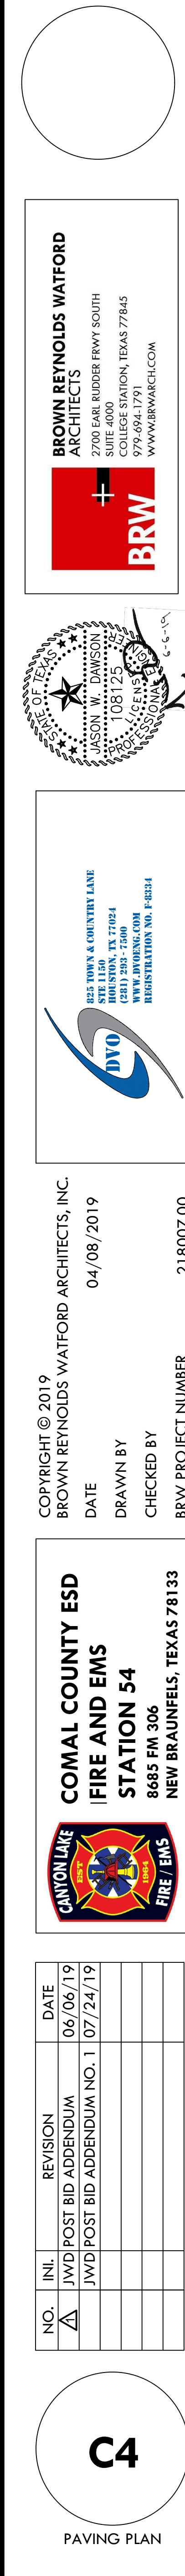 BROWN REYNOLDS WATFORD
ARCHITECTS
2700 EARL RUDDER FRWY SOUTH
SUITE 4000
COLLEGE STATION, TEXAS 77845
979-694-1791
WWW.BRWARCH.COM
BRW
STATE OF TEXAS
JASON W. DAWSON
108125
LICENSED
PROFESSIONAL ENGINEER
6-6-19
DVO
825 TOWN & COUNTRY LANE
STE 1150
HOUSTON, TX 77024
(281) 293 - 7500
WWW.DVOENG.COM
REGISTRATION NO. F-8334
COPYRIGHT © 2019
BROWN REYNOLDS WATFORD ARCHITECTS, INC.
DATE 04/08/2019
DRAWN BY
CHECKED BY
BRW PROJECT NUMBER 218007.00
CANYON LAKE
EST
1964
FIRE / EMS
COMAL COUNTY ESD
FIRE AND EMS
STATION 54
8685 FM 306
NEW BRAUNFELS, TEXAS 78133
NO. INI. REVISION DATE
1 JWD POST BID ADDENDUM 06/06/19
JWD POST BID ADDENDUM NO. 1 07/24/19
C4
PAVING PLAN